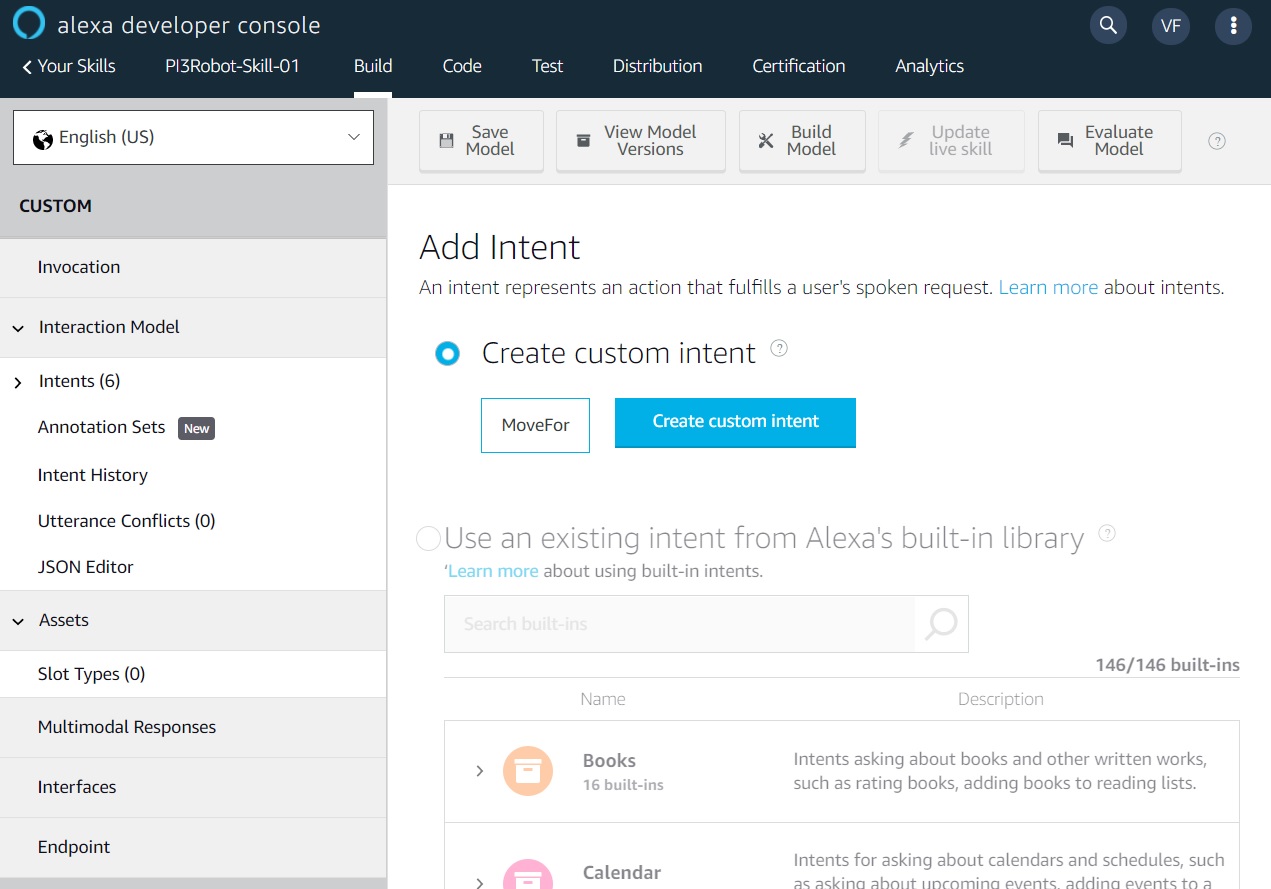 alexa developer console
VF
Your Skills
PI3Robot-Skill-01
Build
Code
Test
Distribution
Certification
Analytics
English (US)
Save
Model
View Model
Versions
Build
Model
Update
live skill
Evaluate
Model
?
CUSTOM
Invocation
Interaction Model
Intents (6)
Annotation Sets New
Intent History
Utterance Conflicts (0)
JSON Editor
Assets
Slot Types (0)
Multimodal Responses
Interfaces
Endpoint
Add Intent
An intent represents an action that fulfills a user's spoken request. Learn more about intents.
Create custom intent ?
MoveFor
Create custom intent
Use an existing intent from Alexa's built-in library ?
‘Learn more about using built-in intents.
Search built-ins
146/146 built-ins
Name
Description
Books
16 built-ins
Intents asking about books and other written works,
such as rating books, adding books to reading lists.
Calendar
Intents for asking about calendars and schedules, such
as asking about upcoming events, adding events to a